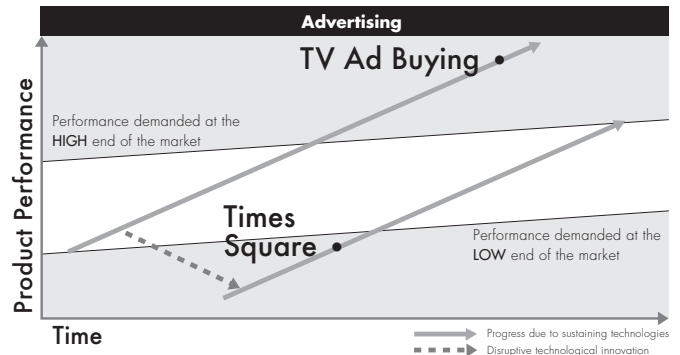 Advertising
TV Ad Buying
Performance demanded at the
HIGH end of the market
Product Performance
Times
Square
Performance demanded at the
LOW end of the market
Time
Progress due to sustaining technologies
Disruptive technological innovation